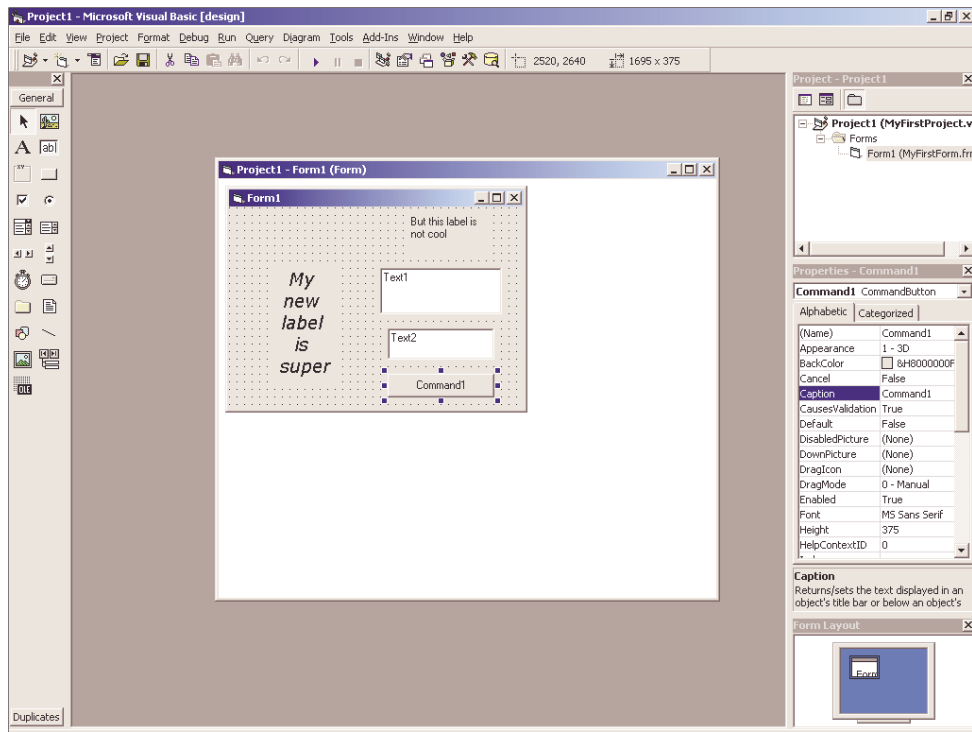 Project1 - Microsoft Visual Basic [design]
File Edit View Project Format Debug Run Query Diagram Tools Add-Ins Window Help
2520, 2640 1695 x 375
General
A ab|
XY
OLE
Duplicates
Project1 - Form1 (Form)
Form1
But this label is
not cool
My
new
label
is
super
Text1
Text2
Command1
Project - Project1
Project1 (MyFirstProject.v
Forms
Form1 (MyFirstForm.frm
Properties - Command1
Command1 CommandButton
Alphabetic Categorized
(Name) Command1
Appearance 1 - 3D
BackColor &H8000000F
Cancel False
Caption Command1
CausesValidation True
Default False
DisabledPicture (None)
DownPicture (None)
DragIcon (None)
DragMode 0 - Manual
Enabled True
Font MS Sans Serif
Height 375
HelpContextID 0
Caption
Returns/sets the text displayed in an
object's title bar or below an object's
Form Layout
Form